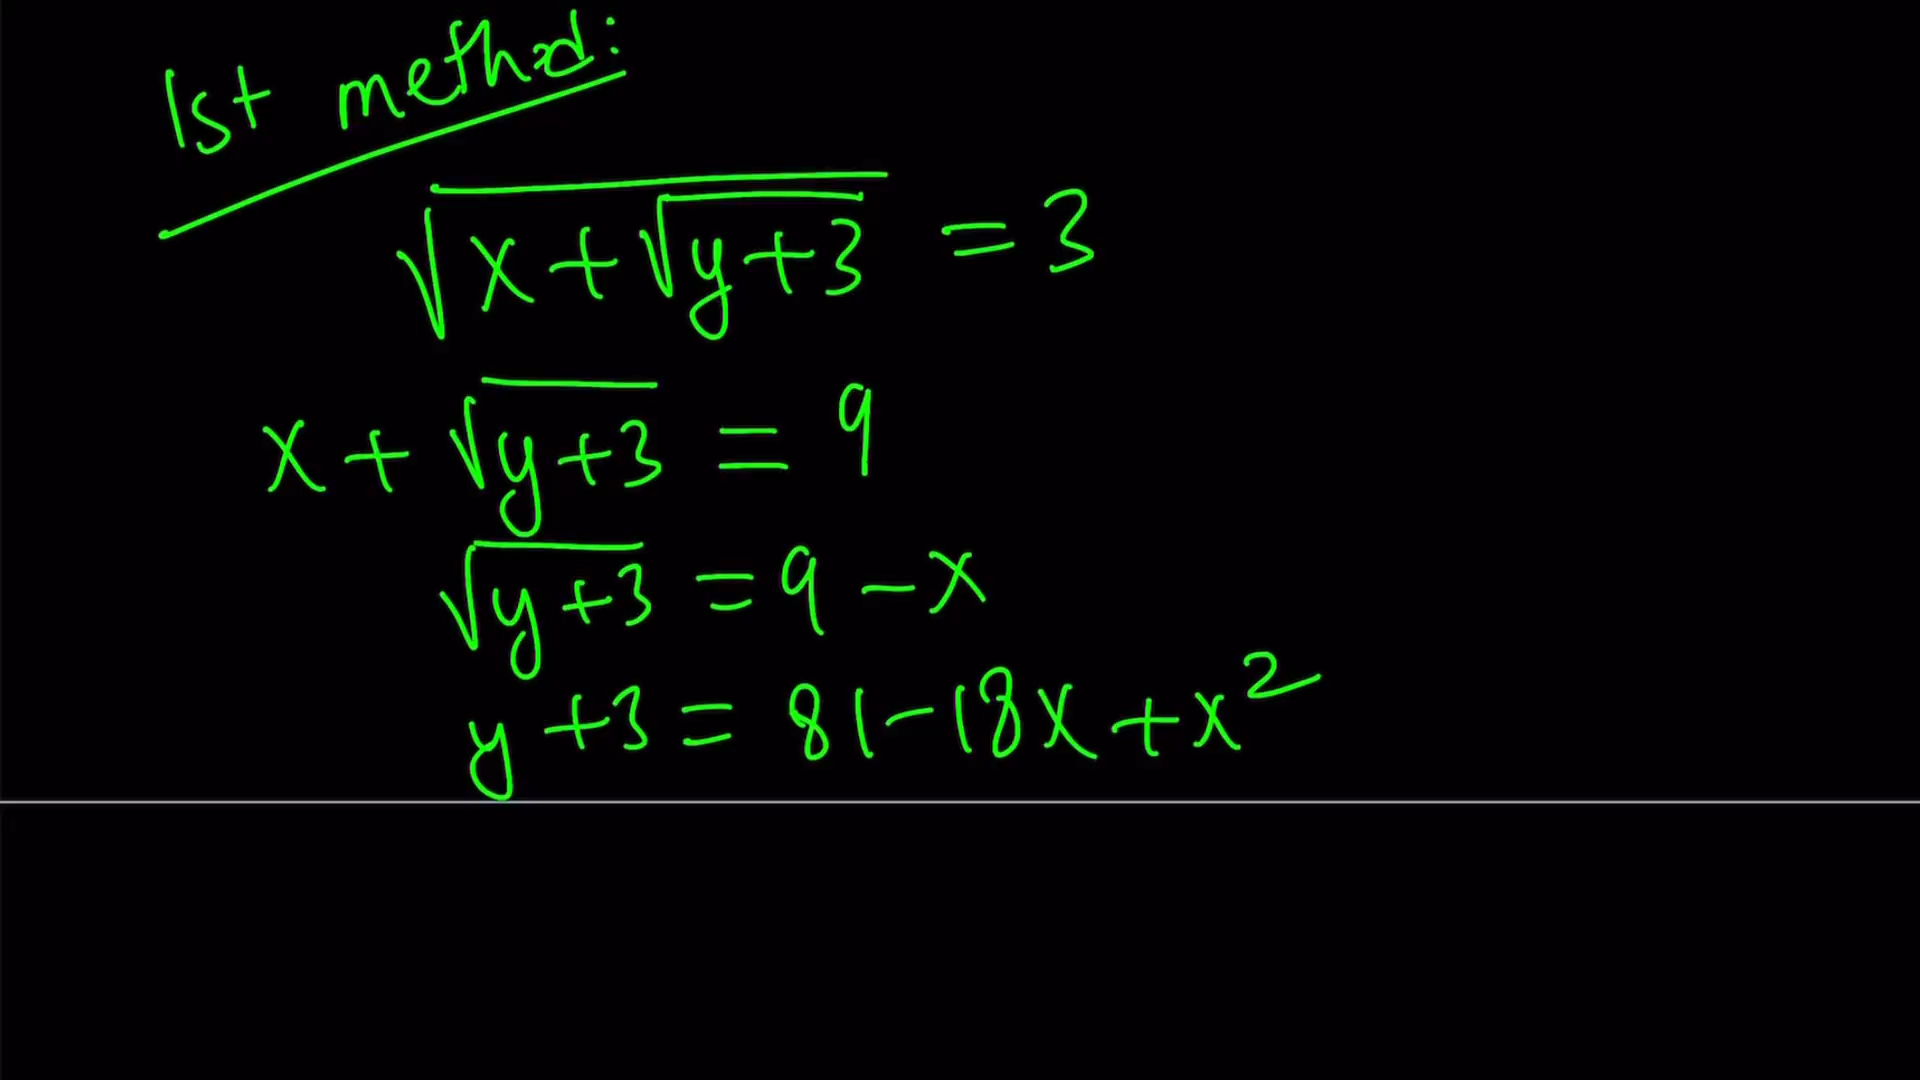 1st method:
√(x+√(y+3)) = 3
x + √(y+3) = 9
√(y+3) = 9 - x
y + 3 = 81 - 18x + x²